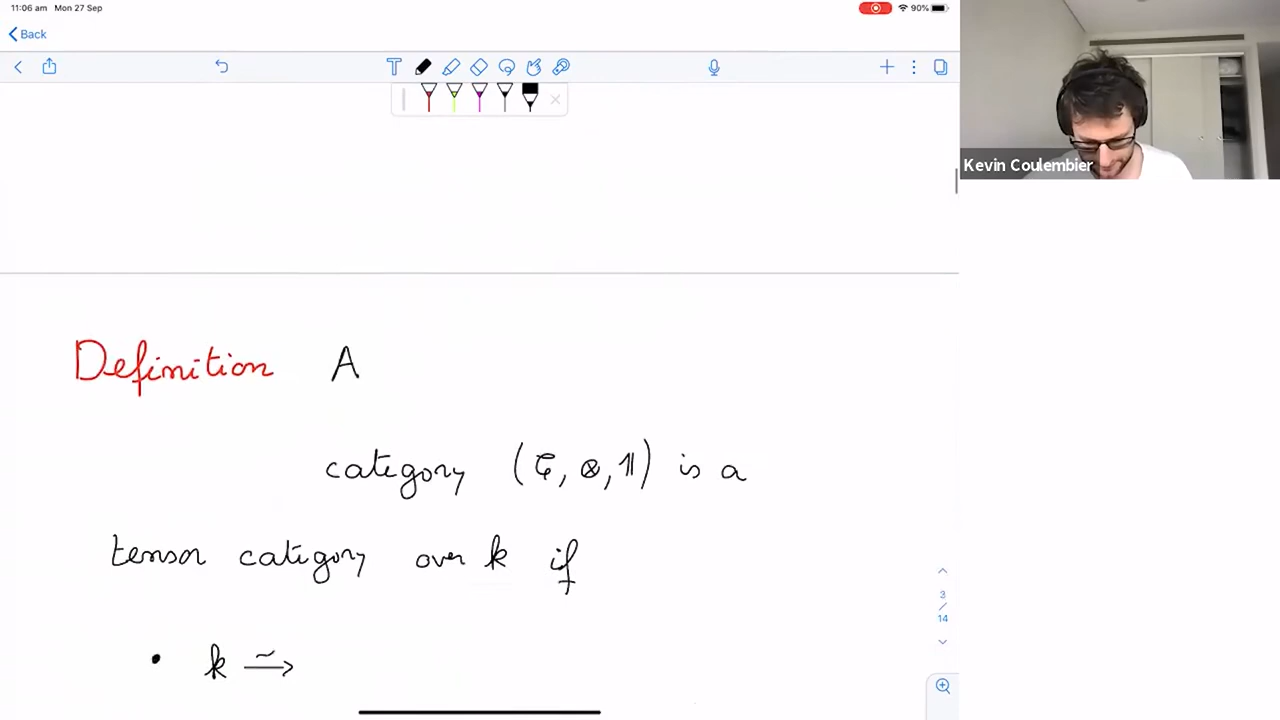 11:06 am Mon 27 Sep
90%
Back
Kevin Coulembier
Definition A
category (𝒞, ⊗, 𝟙) is a
tensor category over k if
3
/
14
• k ⥲